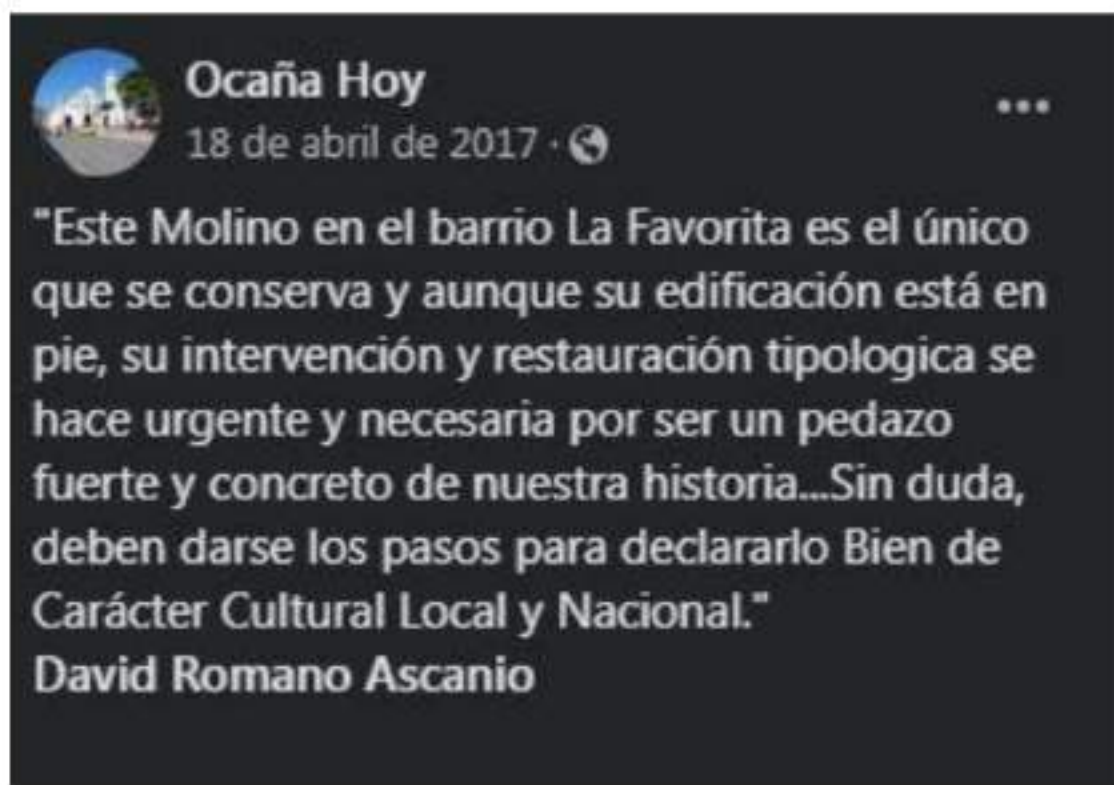 Ocaña Hoy
18 de abril de 2017 ·
"Este Molino en el barrio La Favorita es el único
que se conserva y aunque su edificación está en
pie, su intervención y restauración tipologica se
hace urgente y necesaria por ser un pedazo
fuerte y concreto de nuestra historia...Sin duda,
deben darse los pasos para declararlo Bien de
Carácter Cultural Local y Nacional."
David Romano Ascanio